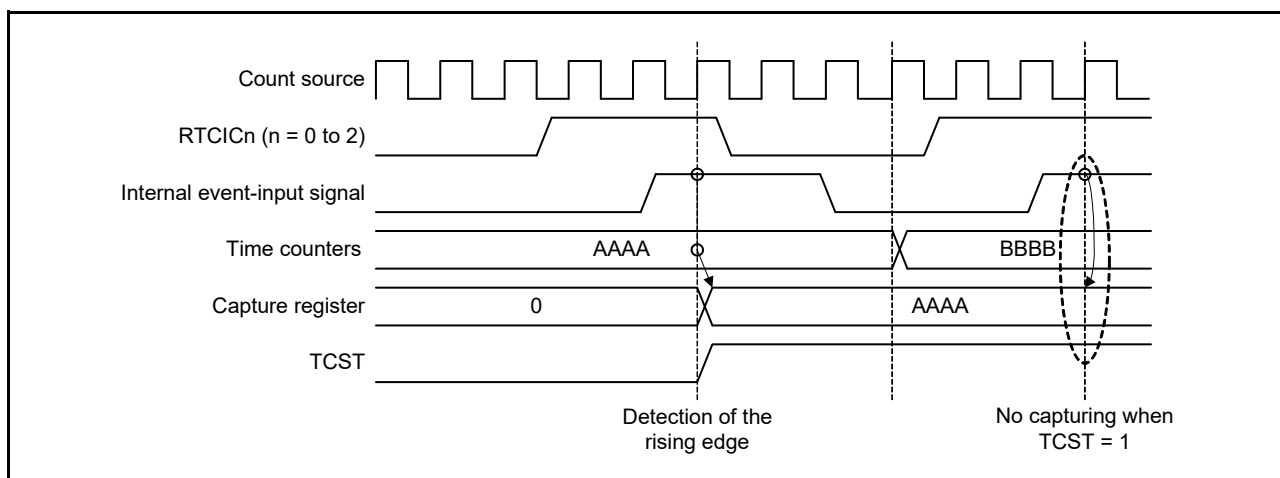 Count source
RTCICn (n = 0 to 2)
Internal event-input signal
Time counters
AAAA
BBBB
Capture register
0
AAAA
TCST
Detection of the
rising edge
No capturing when
TCST = 1